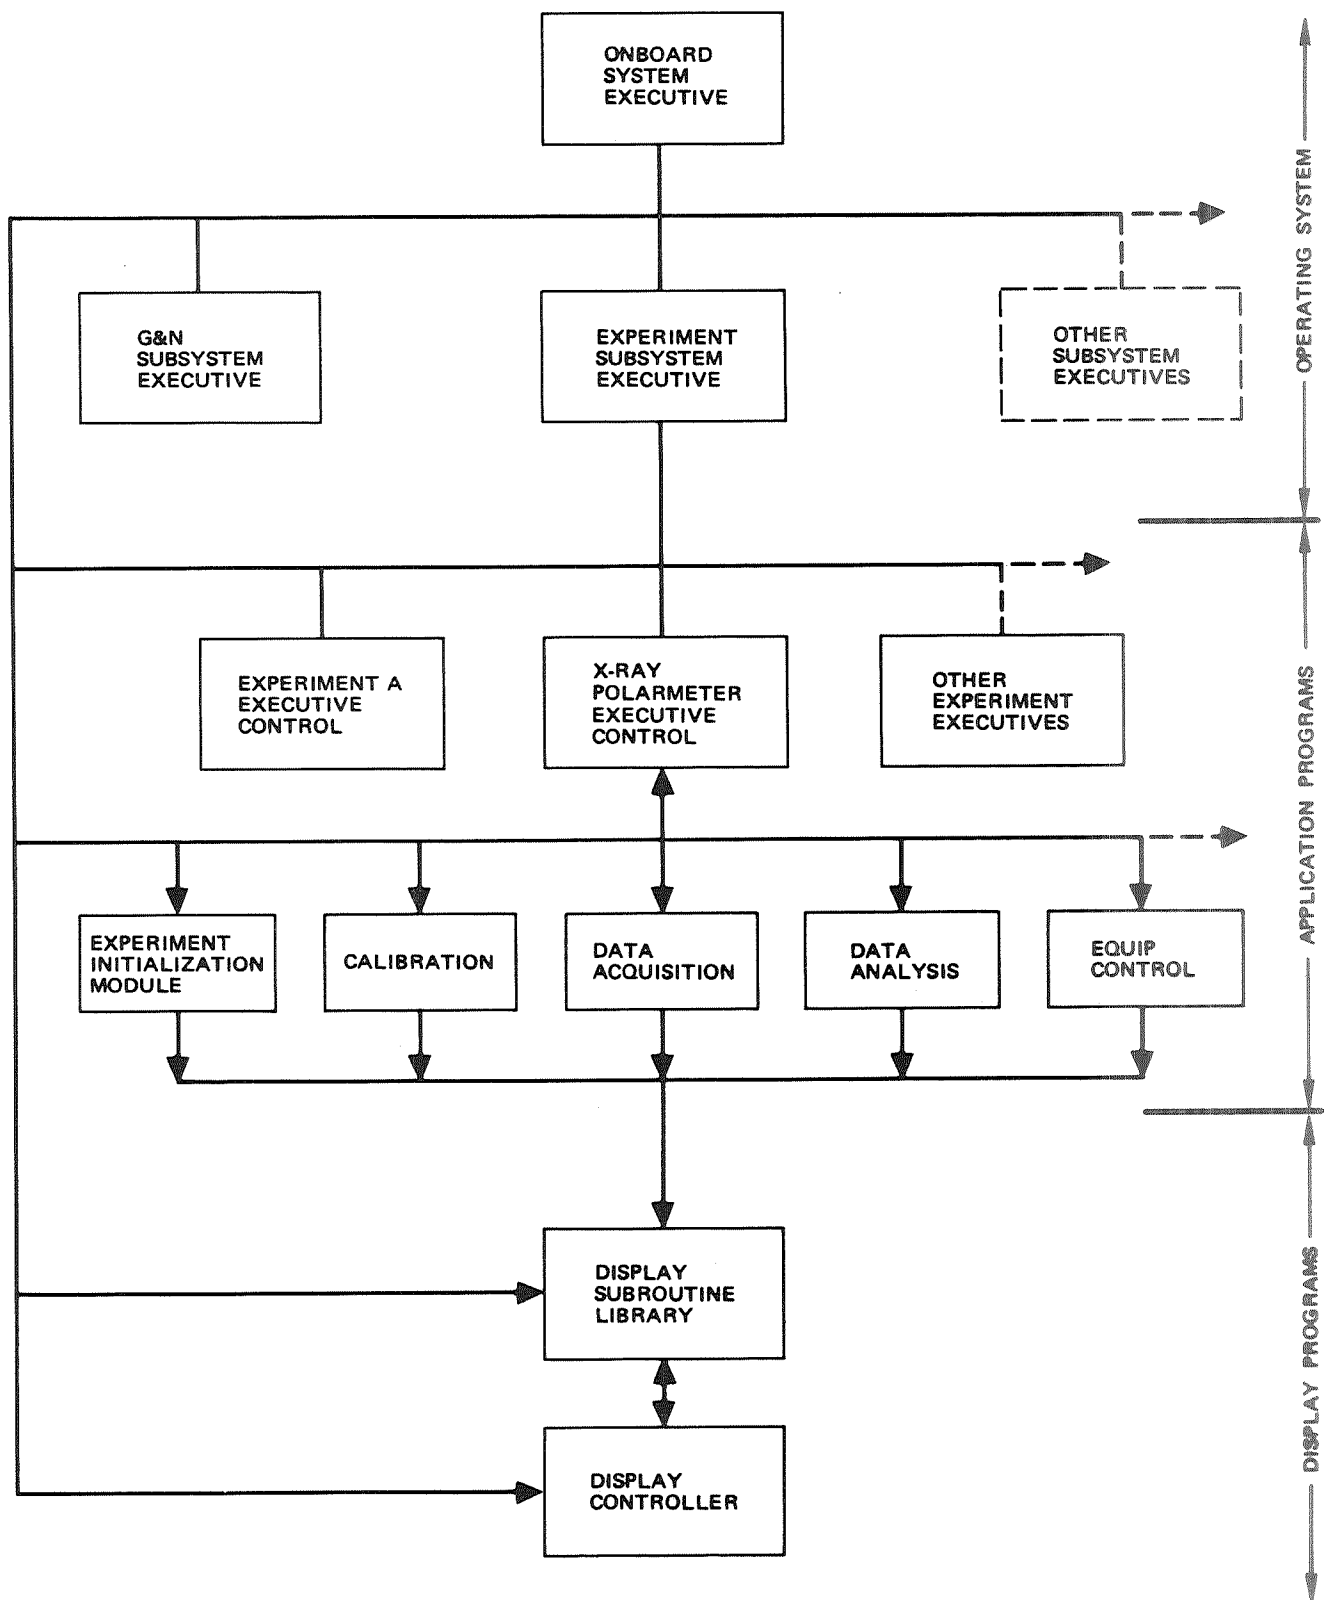 ONBOARD
SYSTEM
EXECUTIVE
G&N
SUBSYSTEM
EXECUTIVE
EXPERIMENT
SUBSYSTEM
EXECUTIVE
OTHER
SUBSYSTEM
EXECUTIVES
OPERATING SYSTEM
EXPERIMENT A
EXECUTIVE
CONTROL
X-RAY
POLARMETER
EXECUTIVE
CONTROL
OTHER
EXPERIMENT
EXECUTIVES
APPLICATION PROGRAMS
EXPERIMENT
INITIALIZATION
MODULE
CALIBRATION
DATA
ACQUISITION
DATA
ANALYSIS
EQUIP
CONTROL
DISPLAY
SUBROUTINE
LIBRARY
DISPLAY
CONTROLLER
DISPLAY PROGRAMS